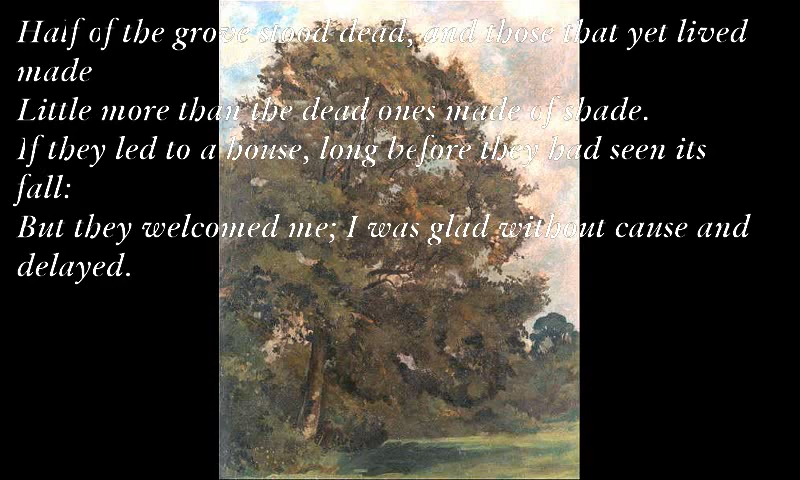 Half of the grove stood dead, and those that yet lived
made
Little more than the dead ones made of shade.
If they led to a house, long before they had seen its
fall:
But they welcomed me; I was glad without cause and
delayed.